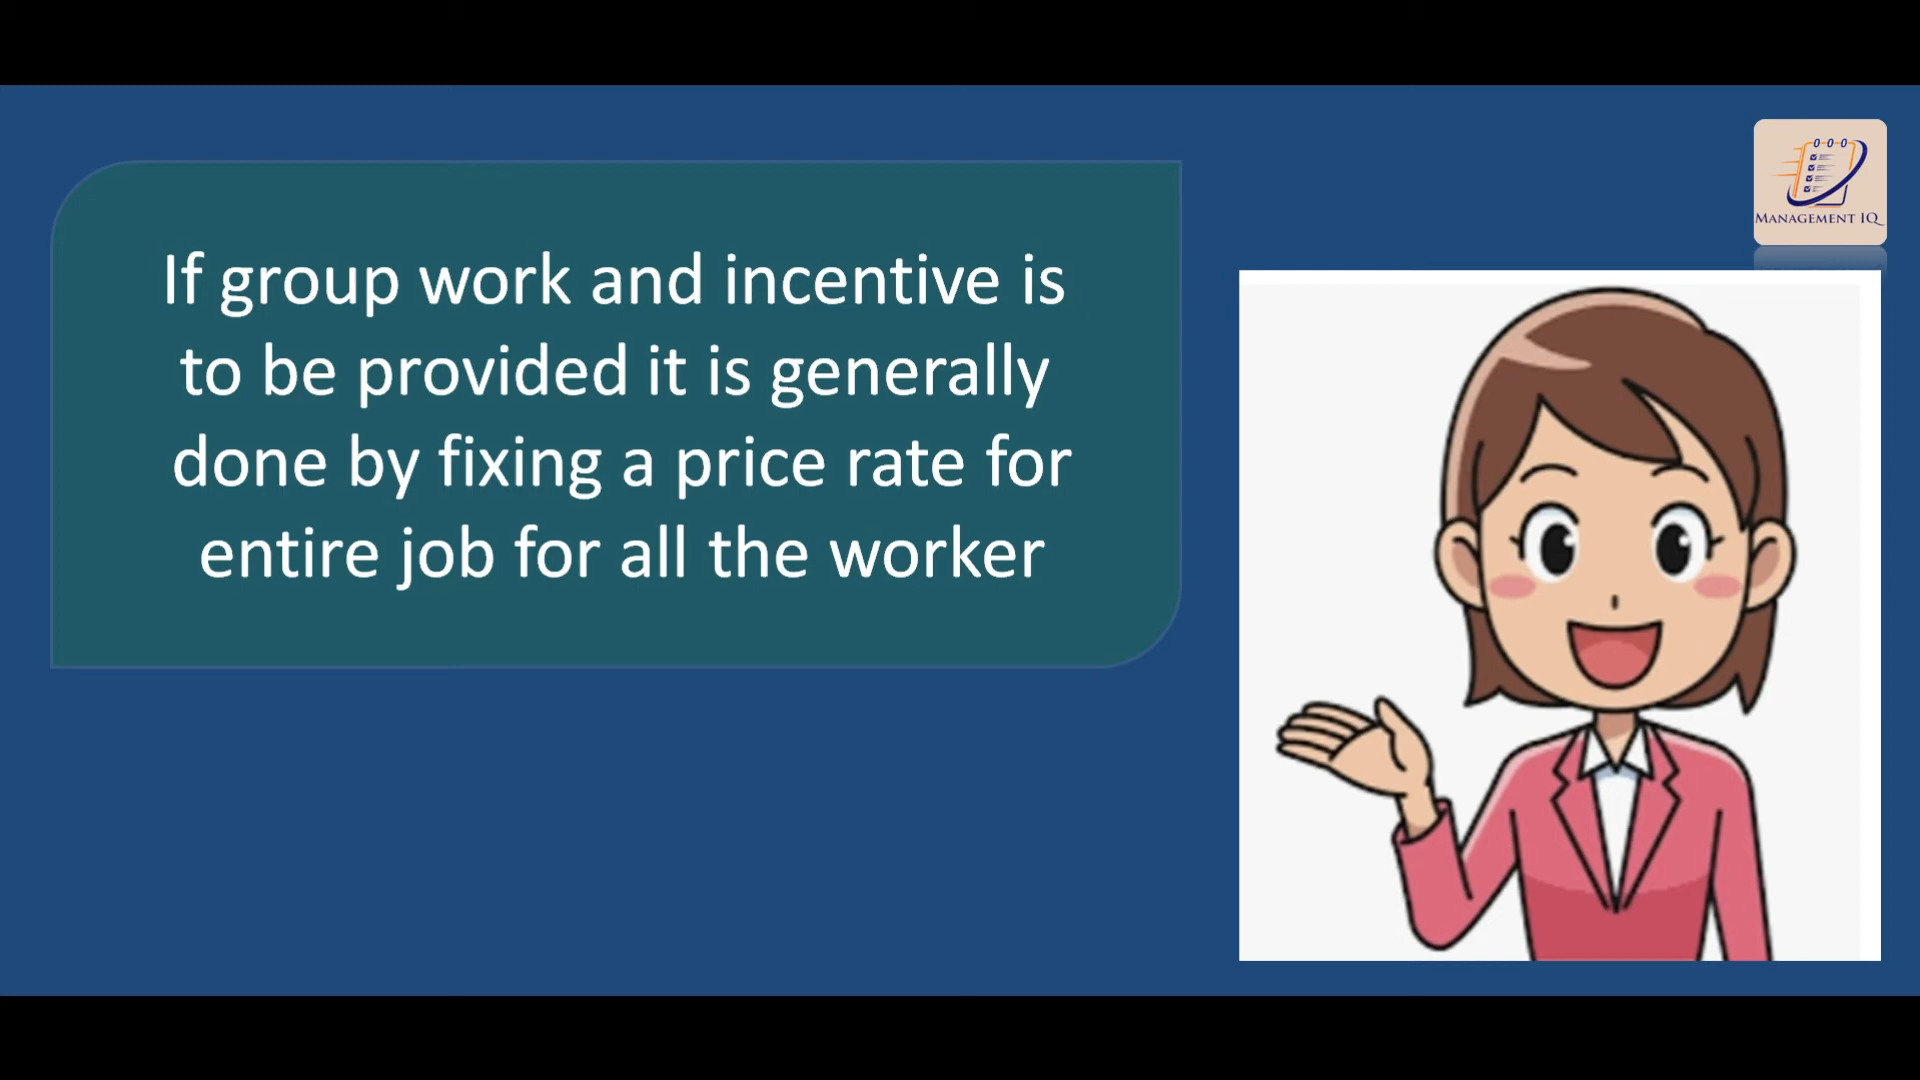 If group work and incentive is
to be provided it is generally
done by fixing a price rate for
entire job for all the worker
MANAGEMENT IQ